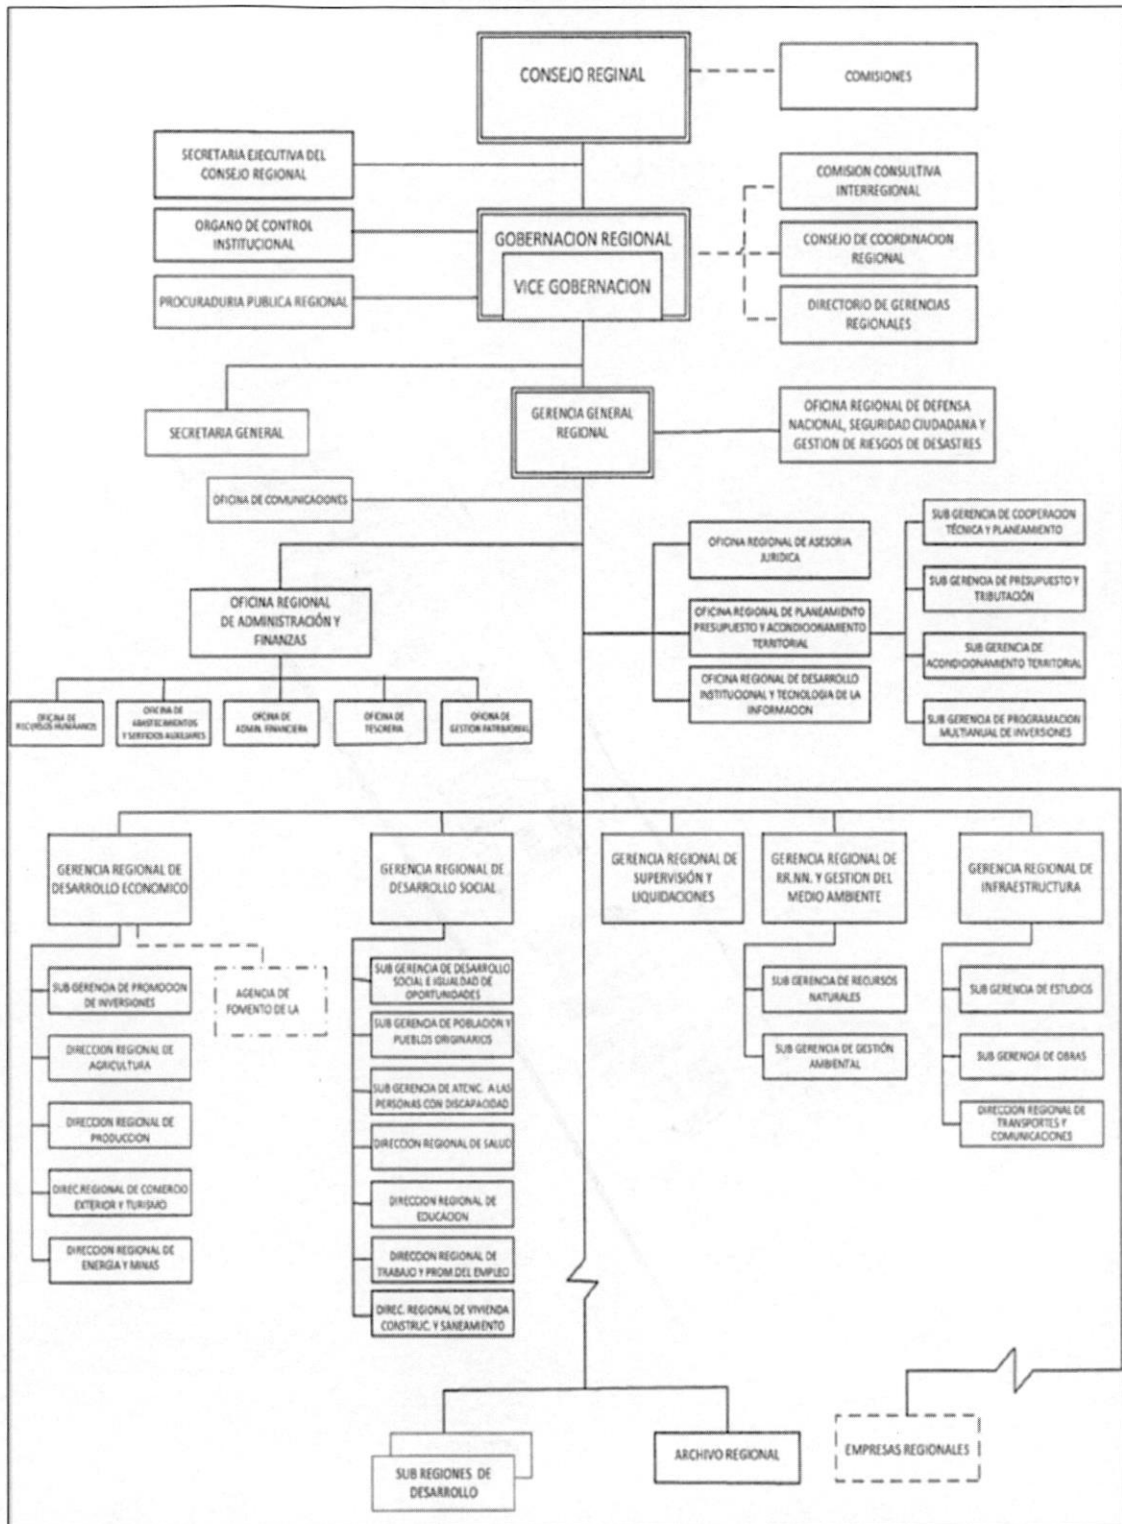 CONSEJO REGINAL
COMISIONES
SECRETARIA EJECUTIVA DEL
CONSEJO REGIONAL
COMISION CONSULTIVA
INTERREGIONAL
ORGANO DE CONTROL
INSTITUCIONAL
GOBERNACION REGIONAL
VICE GOBERNACION
CONSEJO DE COORDINACION
REGIONAL
PROCURADURIA PUBLICA REGIONAL
DIRECTORIO DE GERENCIAS
REGIONALES
SECRETARIA GENERAL
GERENCIA GENERAL
REGIONAL
OFICINA REGIONAL DE DEFENSA
NACIONAL, SEGURIDAD CIUDADANA Y
GESTION DE RIESGOS DE DESASTRES
OFICINA DE COMUNICACIONES
OFICINA REGIONAL DE ASESORIA
JURIDICA
SUB GERENCIA DE COOPERACION
TÉCNICA Y PLANEAMIENTO
SUB GERENCIA DE PRESUPUESTO Y
TRIBUTACIÓN
OFICINA REGIONAL
DE ADMINISTRACIÓN Y
FINANZAS
OFICINA REGIONAL DE PLANEAMIENTO
PRESUPUESTO Y ACONDICIONAMIENTO
TERRITORIAL
SUB GERENCIA DE
ACONDICIONAMIENTO TERRITORIAL
OFICINA REGIONAL DE DESARROLLO
INSTITUCIONAL Y TECNOLOGIA DE LA
INFORMACION
SUB GERENCIA DE PROGRAMACION
MULTIANUAL DE INVERSIONES
OFICINA DE
RECURSOS HUMANOS
OFICINA DE
ABASTECIMIENTOS
Y SERVICIOS AUXILIARES
OFICINA DE
ADMIN. FINANCIERA
OFICINA DE
TESORERIA
OFICINA DE
GESTION PATRIMONIAL
GERENCIA REGIONAL DE
DESARROLLO ECONOMICO
GERENCIA REGIONAL DE
DESARROLLO SOCIAL
GERENCIA REGIONAL DE
SUPERVISIÓN Y
LIQUIDACIONES
GERENCIA REGIONAL DE
RR.NN. Y GESTION DEL
MEDIO AMBIENTE
GERENCIA REGIONAL DE
INFRAESTRUCTURA
SUB GERENCIA DE PROMOCION
DE INVERSIONES
AGENCIA DE
FOMENTO DE LA
DIRECCION REGIONAL DE
AGRICULTURA
DIRECCION REGIONAL DE
PRODUCCION
DIREC.REGIONAL DE COMERCIO
EXTERIOR Y TURISMO
DIRECCION REGIONAL DE
ENERGIA Y MINAS
SUB GERENCIA DE DESARROLLO
SOCIAL E IGUALDAD DE
OPORTUNIDADES
SUB GERENCIA DE POBLACION Y
PUEBLOS ORIGINARIOS
SUB GERENCIA DE ATENC. A LAS
PERSONAS CON DISCAPACIDAD
DIRECCION REGIONAL DE SALUD
DIRECCION REGIONAL DE
EDUCACION
DIRECCION REGIONAL DE
TRABAJO Y PROM.DEL EMPLEO
DIREC. REGIONAL DE VIVIENDA
CONSTRUC. Y SANEAMIENTO
SUB GERENCIA DE RECURSOS
NATURALES
SUB GERENCIA DE GESTIÓN
AMBIENTAL
SUB GERENCIA DE ESTUDIOS
SUB GERENCIA DE OBRAS
DIRECCION REGIONAL DE
TRANSPORTES Y
COMUNICACIONES
SUB REGIONES DE
DESARROLLO
ARCHIVO REGIONAL
EMPRESAS REGIONALES